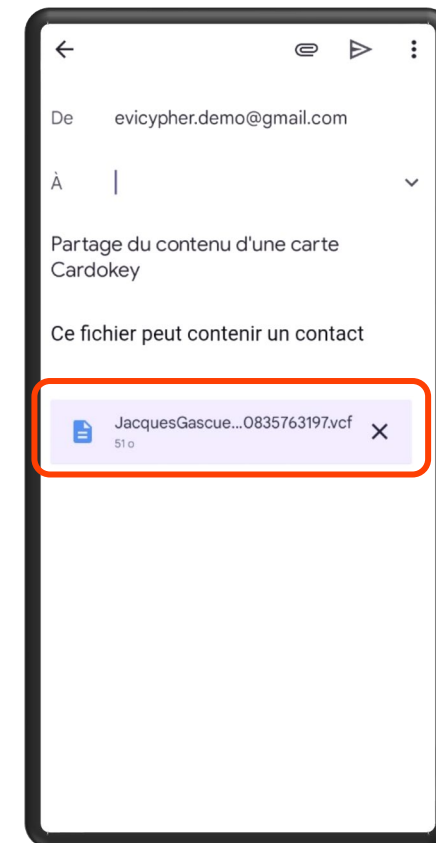 De evicypher.demo@gmail.com
À
Partage du contenu d'une carte
Cardokey
Ce fichier peut contenir un contact
JacquesGascue...0835763197.vcf
51 o